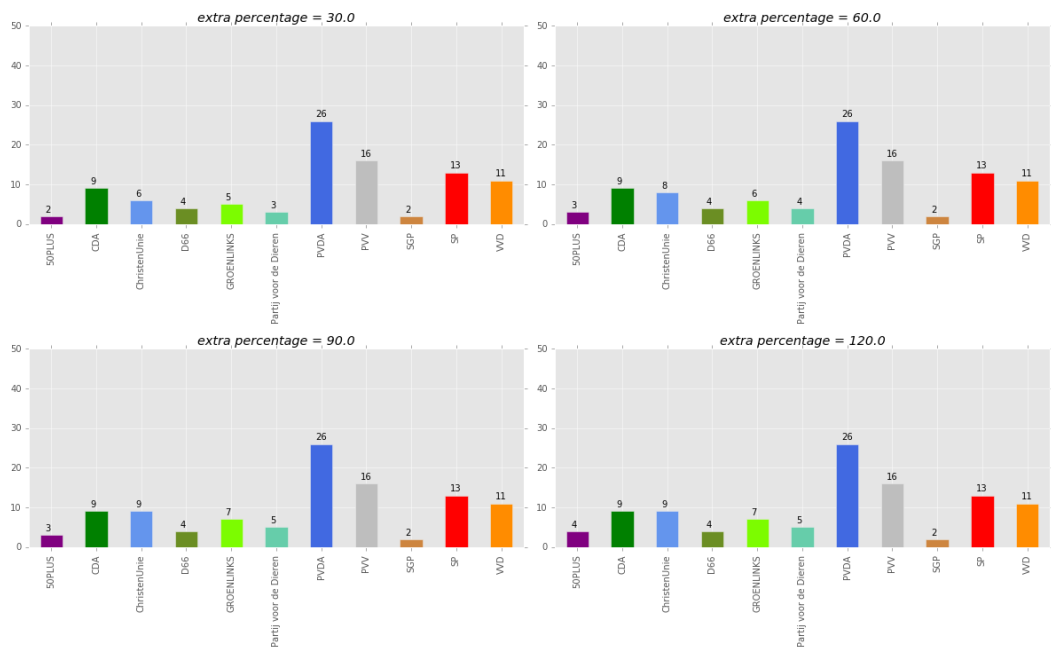 extra percentage = 30.0
50
40
30
20
10
0
2
9
6
4
5
3
26
16
2
13
11
50PLUS
CDA
ChristenUnie
D66
GROENLINKS
Partij voor de Dieren
PVDA
PVV
SGP
SP
VVD
extra percentage = 60.0
50
40
30
20
10
0
3
9
8
4
6
4
26
16
2
13
11
50PLUS
CDA
ChristenUnie
D66
GROENLINKS
Partij voor de Dieren
PVDA
PVV
SGP
SP
VVD
extra percentage = 90.0
50
40
30
20
10
0
3
9
9
4
7
5
26
16
2
13
11
50PLUS
CDA
ChristenUnie
D66
GROENLINKS
Partij voor de Dieren
PVDA
PVV
SGP
SP
VVD
extra percentage = 120.0
50
40
30
20
10
0
4
9
9
4
7
5
26
16
2
13
11
50PLUS
CDA
ChristenUnie
D66
GROENLINKS
Partij voor de Dieren
PVDA
PVV
SGP
SP
VVD